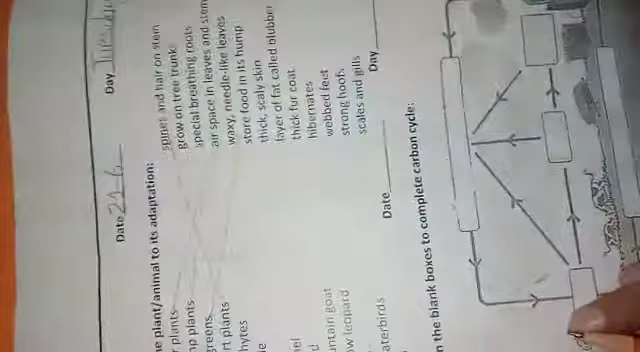 Date 24-6 Day
e plant/animal to its adaptation:
plants spines and hair on stem
grow on tree trunk
p plants special breathing roots
greens air space in leaves and stem
rt plants waxy, needle-like leaves
hytes store food in its hump
thick, scaly skin
layer of fat called blubber
thick fur coat
hibernates
untain goat webbed feet
ow leopard strong hoofs
scales and gills
aterbirds
Date Day
n the blank boxes to complete carbon cycle: